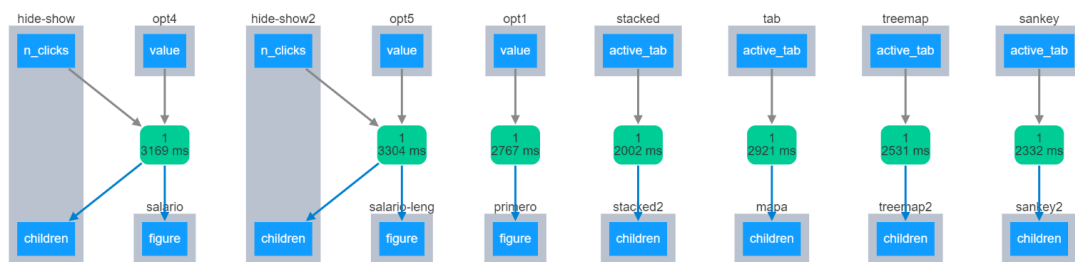 hide-show opt4 hide-show2 opt5 opt1 stacked tab treemap sankey
n_clicks value n_clicks value value active_tab active_tab active_tab active_tab
1 1 1 1 1 1 1
3169 ms 3304 ms 2767 ms 2002 ms 2921 ms 2531 ms 2332 ms
salario salario-leng primero stacked2 mapa treemap2 sankey2
children figure children figure figure children children children children